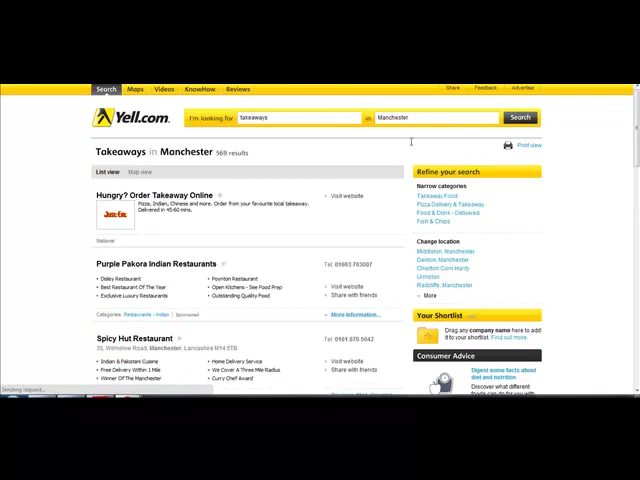 Search Maps Videos KnowHow Reviews Share Feedback Advertise
Yell.com I'm looking for takeaways in Manchester Search
Takeaways in Manchester 569 results
Print view
List view Map view
Hungry? Order Takeaway Online
Visit website
Pizza, Indian, Chinese and more. Order from your favourite local takeaway.
Delivered in 45-60 mins.
JUST-EAT
National
Purple Pakora Indian Restaurants
Tel: 01663 763007
Disley Restaurant
Poynton Restaurant
Best Restaurant Of The Year
Open Kitchens - See Food Prep
Visit website
Exclusive Luxury Restaurants
Outstanding Quality Food
Share with friends
Categories: Restaurants - Indian | Sponsored
More information...
Spicy Hut Restaurant
Tel: 0161 870 5042
35, Wilmslow Road, Manchester, Lancashire M14 5TB
Indian & Pakistani Cuisine
Home Delivery Service
Visit website
Free Delivery Within 1 Mile
We Cover A Three Mile Radius
Share with friends
Winner Of The Manchester
Curry Chef Award
Refine your search
Narrow categories
Takeaway Food
Pizza Delivery & Takeaway
Food & Drink - Delivered
Fish & Chips
Change location
Middleton, Manchester
Denton, Manchester
Chorlton Cum Hardy
Urmston
Radcliffe, Manchester
More
Your Shortlist
Drag any company name here to add
it to your shortlist. Find out more.
Consumer Advice
Digest some facts about
diet and nutrition
Discover what different
foods can do for you
Sending request...